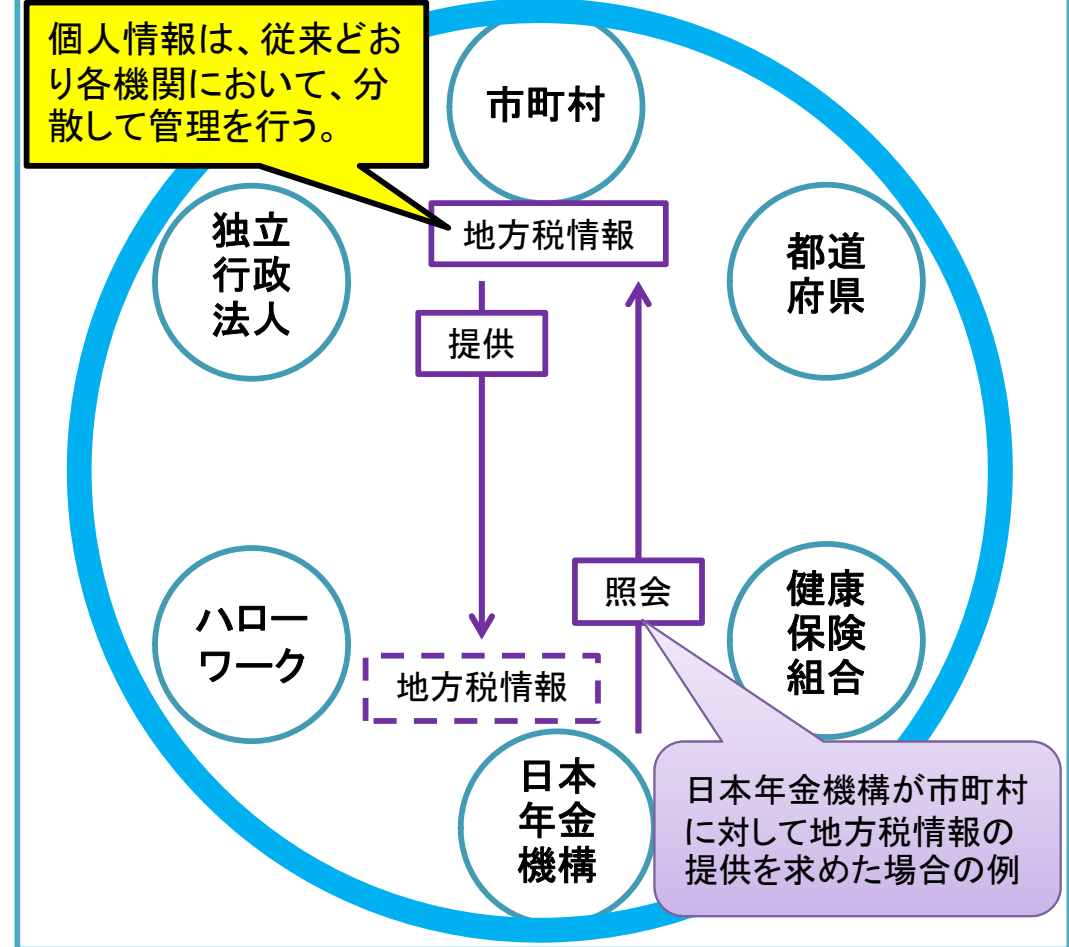 個人情報は、従来どお
り各機関において、分
散して管理を行う。
市町村
地方税情報
独立
行政
法人
都道
府県
提供
照会
ハロー
ワーク
健康
保険
組合
地方税情報
日本
年金
機構
日本年金機構が市町村
に対して地方税情報の
提供を求めた場合の例